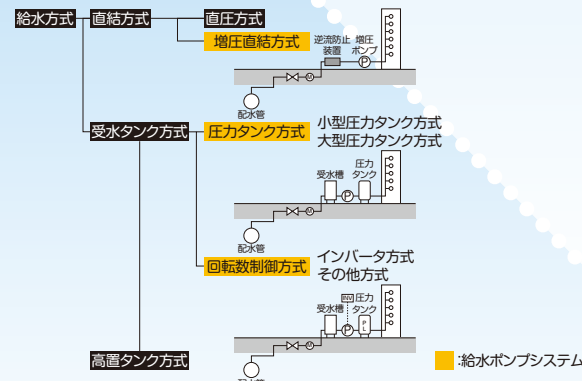 給水方式 直結方式 直圧方式
増圧直結方式
逆流防止 増圧
装置 ポンプ
P
M
配水管
受水タンク方式 圧力タンク方式 小型圧力タンク方式
大型圧力タンク方式
圧力
受水槽 タンク
P
M
配水管
回転数制御方式 インバータ方式
その他方式
INV 圧力
受水槽 タンク
P
M
高置タンク方式
配水管
:給水ポンプシステム